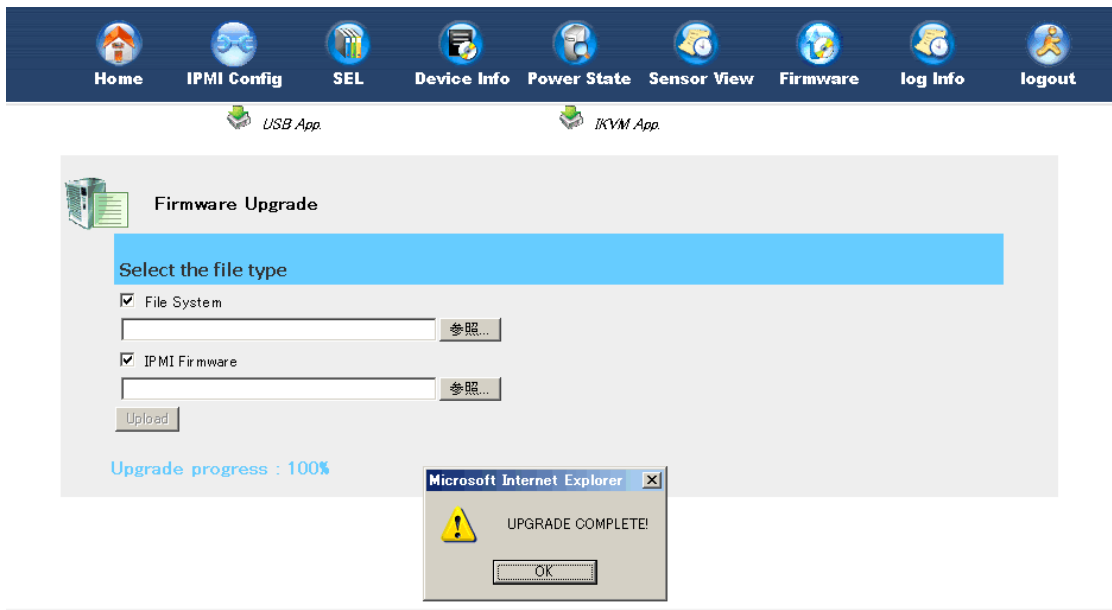 Home IPMI Config SEL Device Info Power State Sensor View Firmware log Info logout
USB App. IKVM App.
Firmware Upgrade
Select the file type
File System
参照...
IPMI Firmware
参照...
Upload
Upgrade progress : 100%
Microsoft Internet Explorer
UPGRADE COMPLETE!
OK